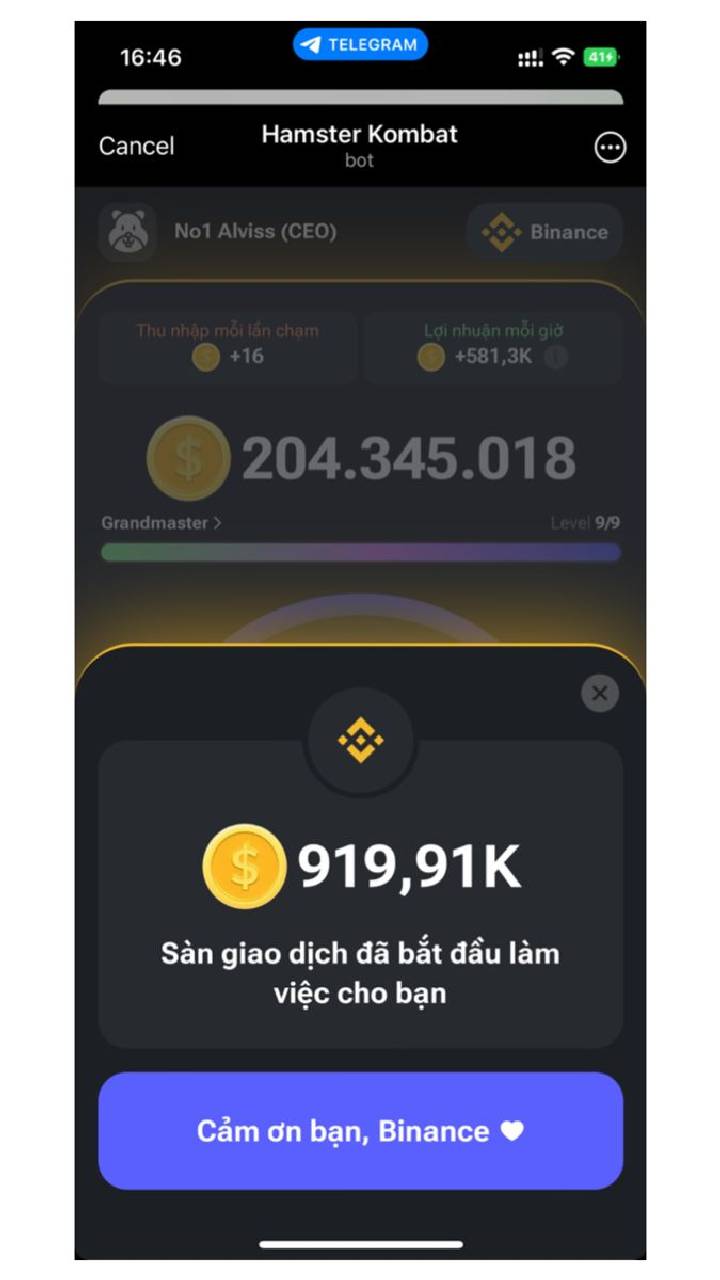 16:46
TELEGRAM
41
Cancel
Hamster Kombat
bot
No1 Alviss (CEO)
Binance
Thu nhập mỗi lần chạm
Lợi nhuận mỗi giờ
+16
+581,3K
$ 204.345.018
Grandmaster >
Level 9/9
$ 919,91K
Sàn giao dịch đã bắt đầu làm
việc cho bạn
Cảm ơn bạn, Binance 🤍